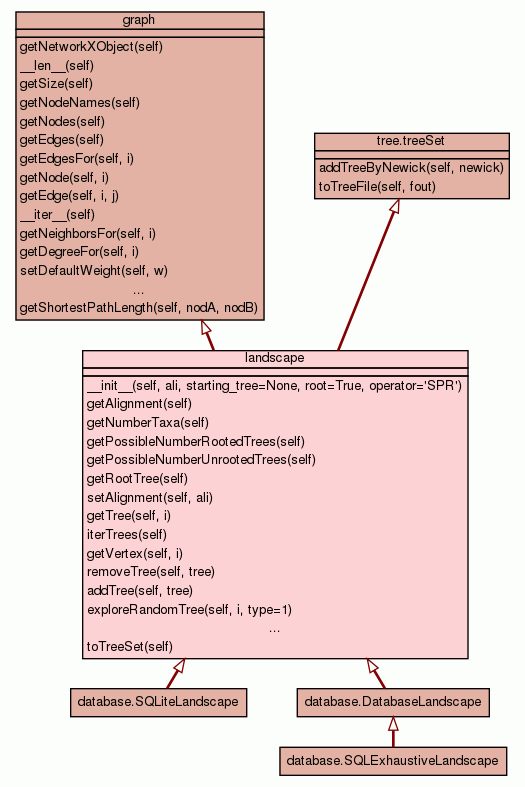 graph
getNetworkXObject(self)
__len__(self)
getSize(self)
getNodeNames(self)
getNodes(self)
getEdges(self)
getEdgesFor(self, i)
getNode(self, i)
getEdge(self, i, j)
__iter__(self)
getNeighborsFor(self, i)
getDegreeFor(self, i)
setDefaultWeight(self, w)
...
getShortestPathLength(self, nodA, nodB)
tree.treeSet
addTreeByNewick(self, newick)
toTreeFile(self, fout)
landscape
__init__(self, ali, starting_tree=None, root=True, operator='SPR')
getAlignment(self)
getNumberTaxa(self)
getPossibleNumberRootedTrees(self)
getPossibleNumberUnrootedTrees(self)
getRootTree(self)
setAlignment(self, ali)
getTree(self, i)
iterTrees(self)
getVertex(self, i)
removeTree(self, tree)
addTree(self, tree)
exploreRandomTree(self, i, type=1)
...
toTreeSet(self)
database.SQLiteLandscape
database.DatabaseLandscape
database.SQLExhaustiveLandscape